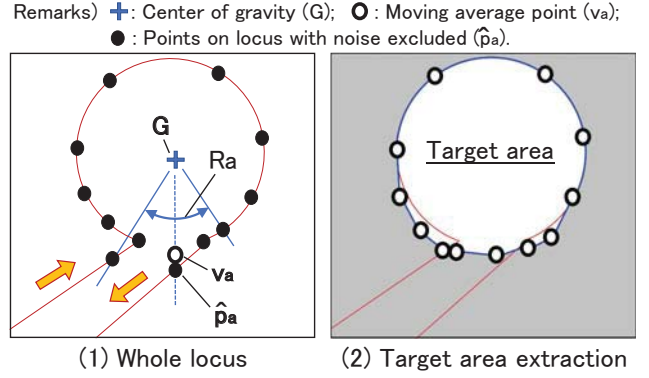 Remarks) +: Center of gravity (G); O: Moving average point (va);
●: Points on locus with noise excluded (p̂a).
G
Ra
va
p̂a
Target area
(1) Whole locus
(2) Target area extraction